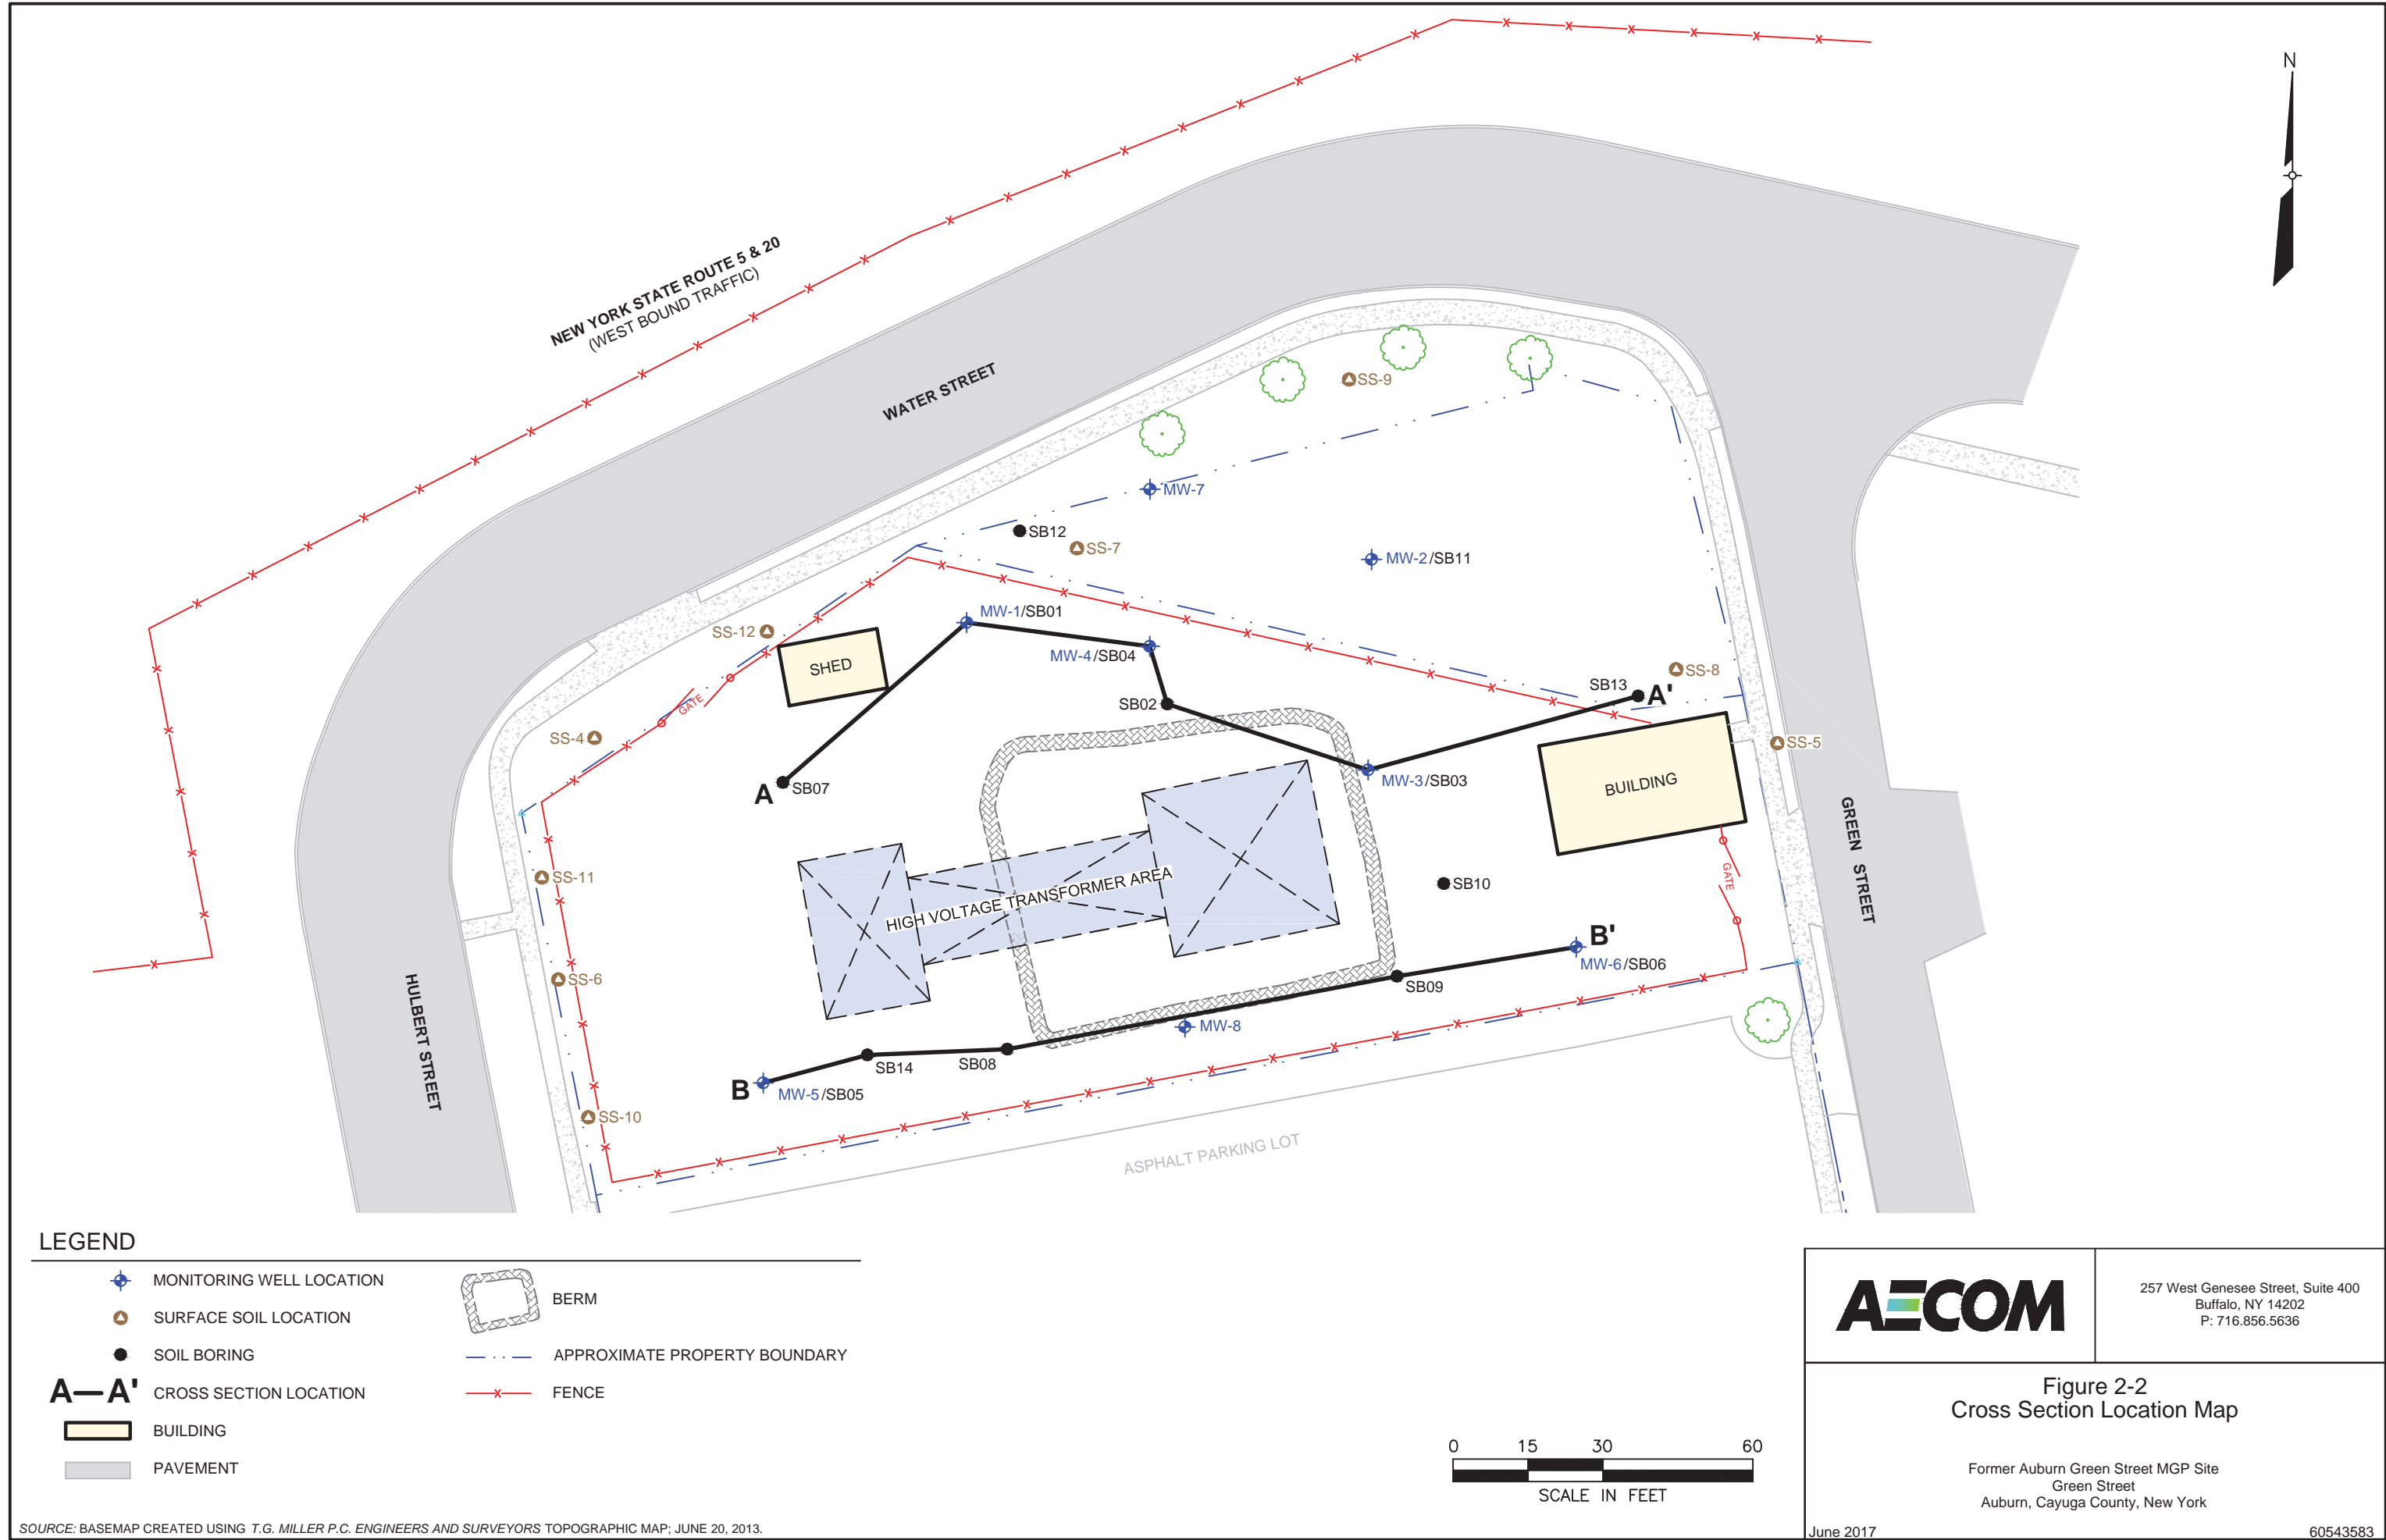 N
NEW YORK STATE ROUTE 5 & 20
(WEST BOUND TRAFFIC)
WATER STREET
SS-9
MW-7
SB12
SS-7
MW-2/SB11
MW-1/SB01
SS-12
SHED
MW-4/SB04
GATE
SS-4
SB02
SB13
A'
SS-8
SS-5
A
SB07
MW-3/SB03
BUILDING
GREEN STREET
SS-11
HIGH VOLTAGE TRANSFORMER AREA
SB10
GATE
SS-6
B'
MW-6/SB06
SB09
HULBERT STREET
MW-8
SB14
SB08
B
MW-5/SB05
SS-10
ASPHALT PARKING LOT
LEGEND
MONITORING WELL LOCATION
SURFACE SOIL LOCATION
SOIL BORING
A—A' CROSS SECTION LOCATION
BUILDING
PAVEMENT
BERM
APPROXIMATE PROPERTY BOUNDARY
FENCE
0 15 30 60
SCALE IN FEET
AECOM
257 West Genesee Street, Suite 400
Buffalo, NY 14202
P: 716.856.5636
Figure 2-2
Cross Section Location Map
Former Auburn Green Street MGP Site
Green Street
Auburn, Cayuga County, New York
June 2017 60543583
SOURCE: BASEMAP CREATED USING T.G. MILLER P.C. ENGINEERS AND SURVEYORS TOPOGRAPHIC MAP; JUNE 20, 2013.